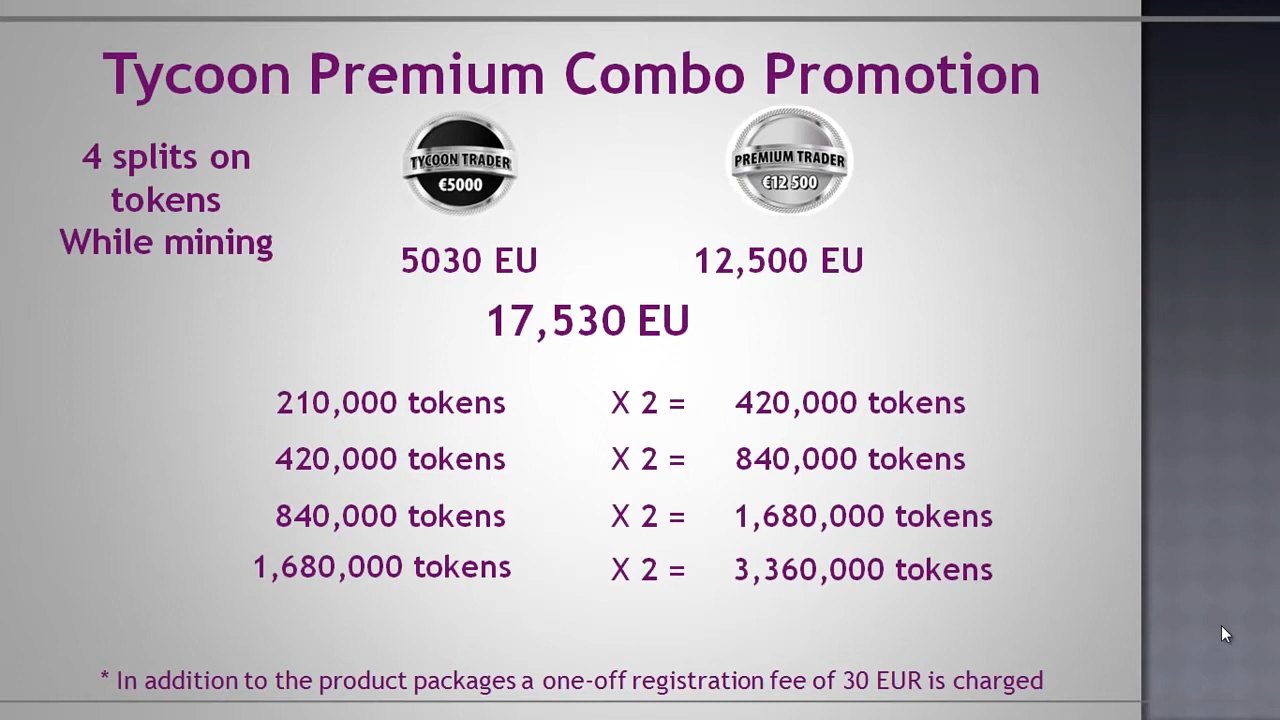 Tycoon Premium Combo Promotion
4 splits on
tokens
While mining
TYCOON TRADER
€5000
PREMIUM TRADER
€12 500
5030 EU
12,500 EU
17,530 EU
210,000 tokens X 2 = 420,000 tokens
420,000 tokens X 2 = 840,000 tokens
840,000 tokens X 2 = 1,680,000 tokens
1,680,000 tokens X 2 = 3,360,000 tokens
* In addition to the product packages a one-off registration fee of 30 EUR is charged